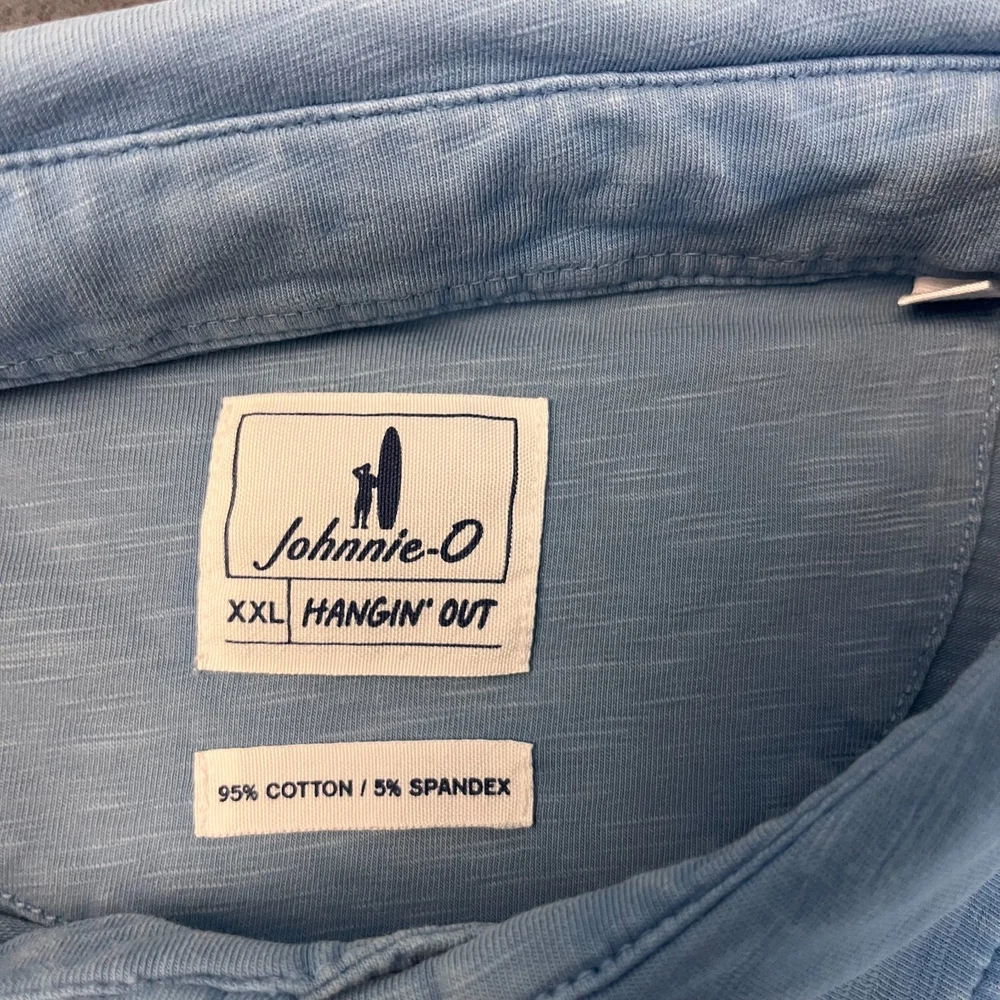 Johnnie-O
XXL HANGIN' OUT
95% COTTON / 5% SPANDEX